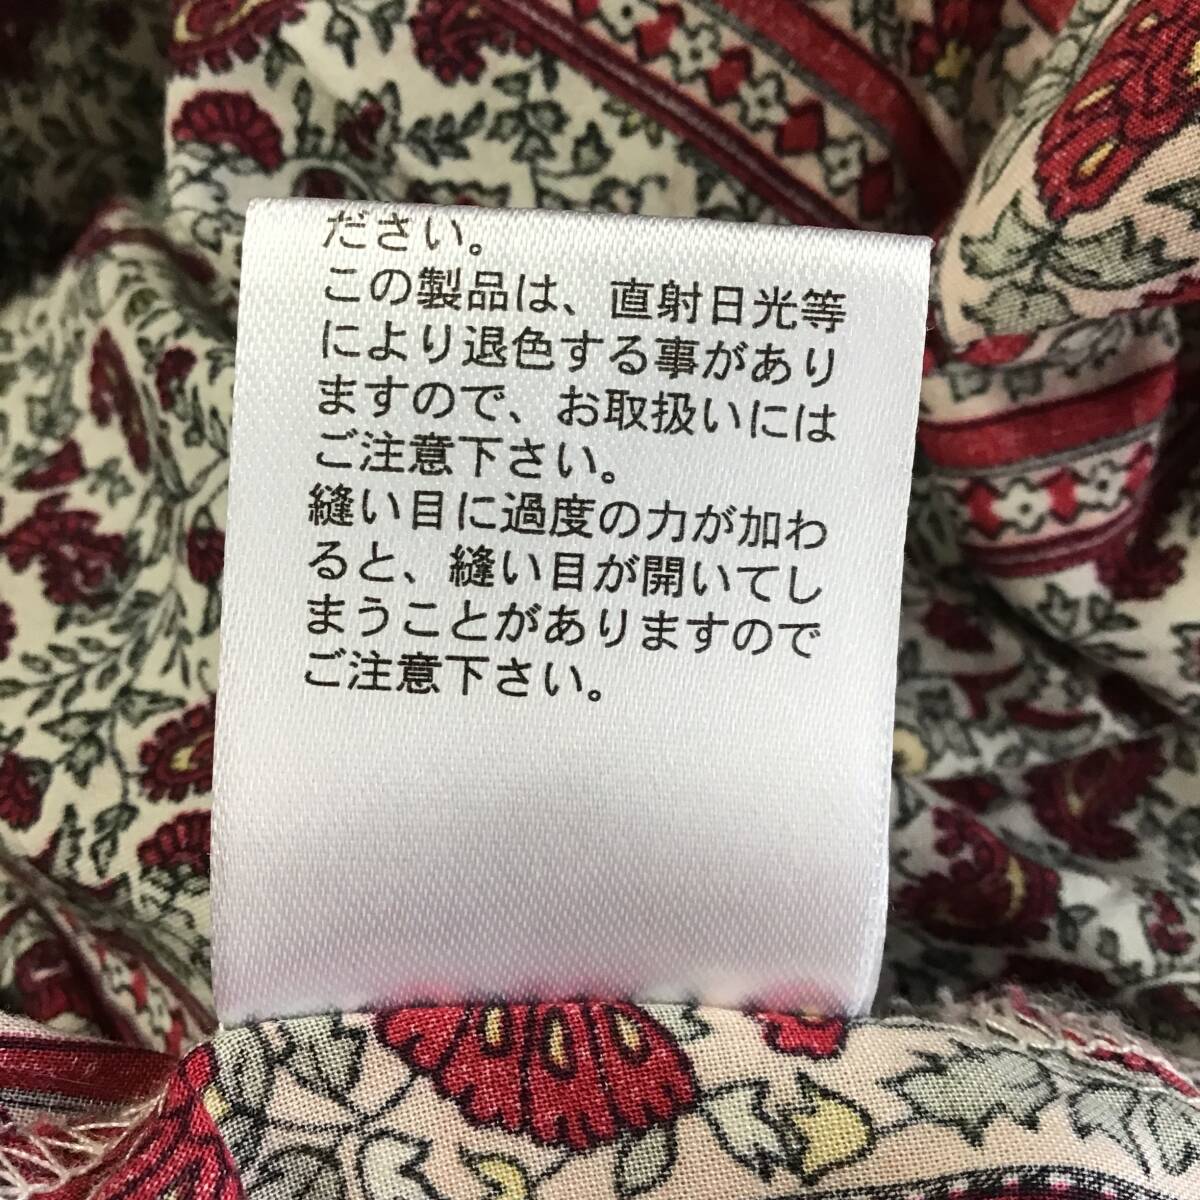 ださい。
この製品は、直射日光等
により退色する事があり
ますので、お取扱いには
ご注意下さい。
縫い目に過度の力が加わ
ると、縫い目が開いてし
まうことがありますので
ご注意下さい。